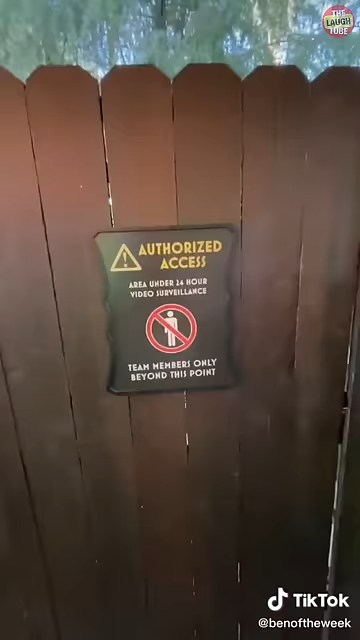 THE
LAUGH
TUBE
AUTHORIZED
ACCESS
AREA UNDER 24 HOUR
VIDEO SURVEILLANCE
TEAM MEMBERS ONLY
BEYOND THIS POINT
TikTok
@benoftheweek